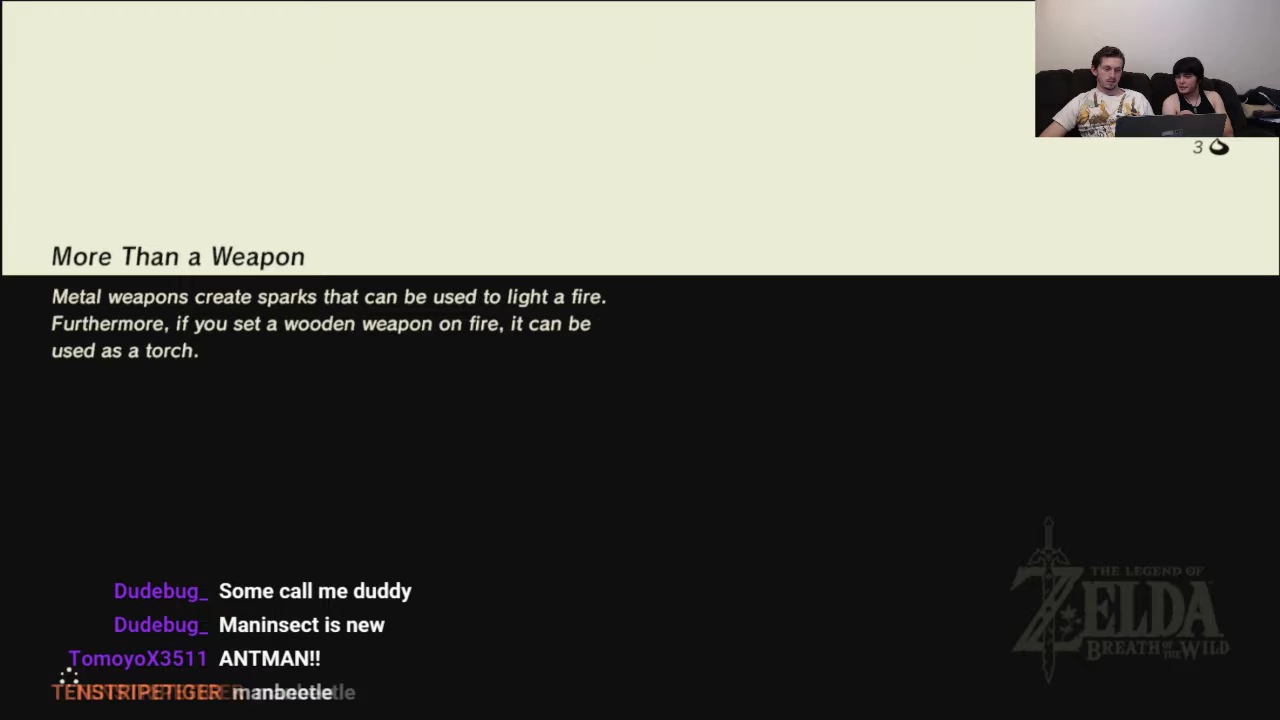 3
More Than a Weapon
Metal weapons create sparks that can be used to light a fire.
Furthermore, if you set a wooden weapon on fire, it can be
used as a torch.
Dudebug_ Some call me duddy
Dudebug_ Maninsect is new
TomoyoX3511 ANTMAN!!
TENSTRIPETIGER manbeetle
THE LEGEND OF
ZELDA
BREATH OF THE WILD